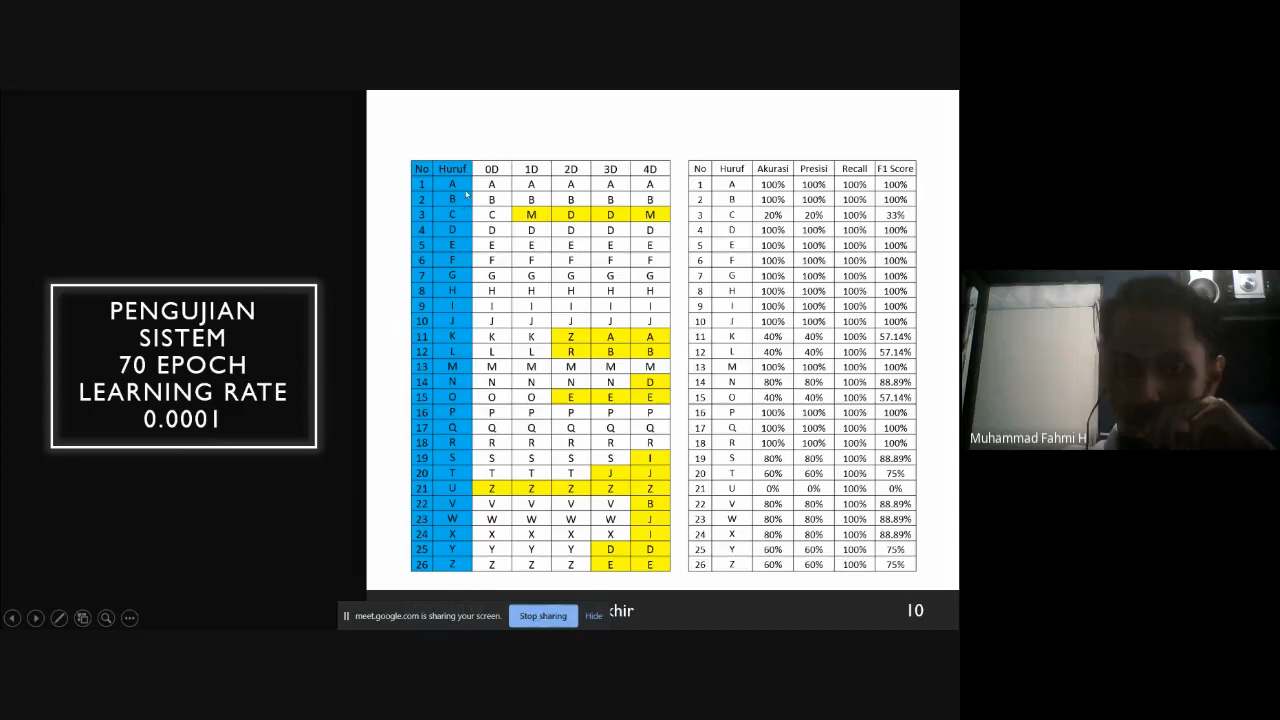 PENGUJIAN
SISTEM
70 EPOCH
LEARNING RATE
0.0001
No Huruf 0D 1D 2D 3D 4D
1 A A A A A A
2 B B B B B B
3 C C M D D M
4 D D D D D D
5 E E E E E E
6 F F F F F F
7 G G G G G G
8 H H H H H H
9 I I I I I I
10 J J J J J J
11 K K K Z A A
12 L L L R B B
13 M M M M M M
14 N N N N N D
15 O O O E E E
16 P P P P P P
17 Q Q Q Q Q Q
18 R R R R R R
19 S S S S S I
20 T T T T J J
21 U Z Z Z Z Z
22 V V V V V B
23 W W W W W J
24 X X X X X I
25 Y Y Y Y D D
26 Z Z Z Z E E
No Huruf Akurasi Presisi Recall F1 Score
1 A 100% 100% 100% 100%
2 B 100% 100% 100% 100%
3 C 20% 20% 100% 33%
4 D 100% 100% 100% 100%
5 E 100% 100% 100% 100%
6 F 100% 100% 100% 100%
7 G 100% 100% 100% 100%
8 H 100% 100% 100% 100%
9 I 100% 100% 100% 100%
10 J 100% 100% 100% 100%
11 K 40% 40% 100% 57.14%
12 L 40% 40% 100% 57.14%
13 M 100% 100% 100% 100%
14 N 80% 80% 100% 88.89%
15 O 40% 40% 100% 57.14%
16 P 100% 100% 100% 100%
17 Q 100% 100% 100% 100%
18 R 100% 100% 100% 100%
19 S 80% 80% 100% 88.89%
20 T 60% 60% 100% 75%
21 U 0% 0% 100% 0%
22 V 80% 80% 100% 88.89%
23 W 80% 80% 100% 88.89%
24 X 80% 80% 100% 88.89%
25 Y 60% 60% 100% 75%
26 Z 60% 60% 100% 75%
Muhammad Fahmi H
khir 10
meet.google.com is sharing your screen. Stop sharing Hide